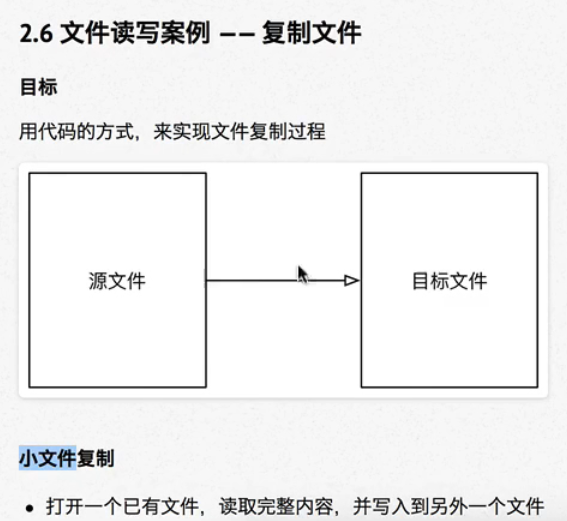 2.6 文件读写案例 —— 复制文件
目标
用代码的方式，来实现文件复制过程
源文件
目标文件
小文件复制
• 打开一个已有文件，读取完整内容，并写入到另外一个文件